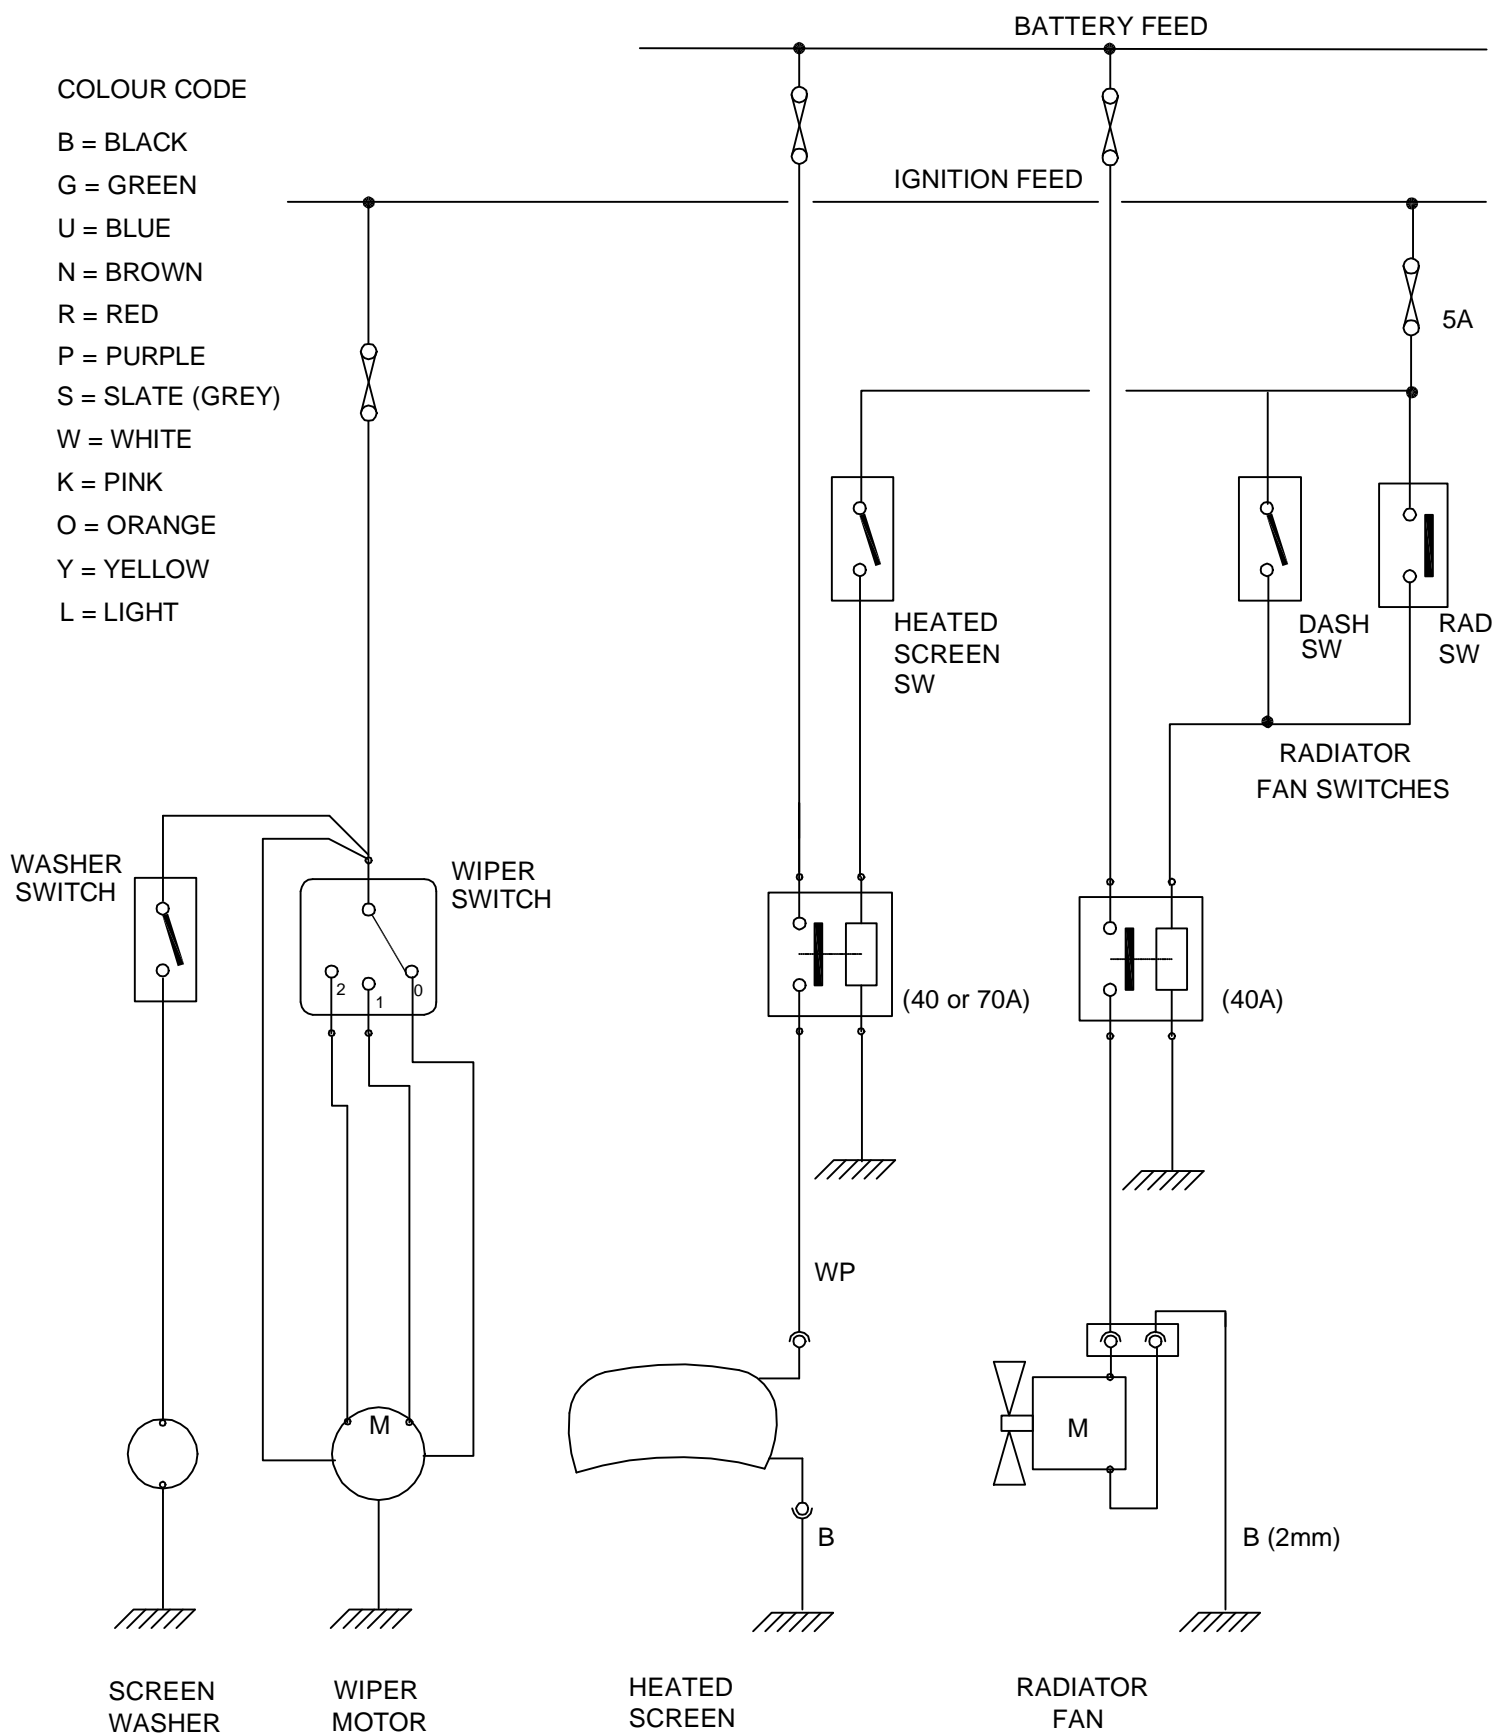 BATTERY FEED
COLOUR CODE
B = BLACK
G = GREEN
U = BLUE
N = BROWN
R = RED
P = PURPLE
S = SLATE (GREY)
W = WHITE
K = PINK
O = ORANGE
Y = YELLOW
L = LIGHT
IGNITION FEED
5A
HEATED
SCREEN
SW
DASH
SW
RAD
SW
RADIATOR
FAN SWITCHES
WASHER
SWITCH
WIPER
SWITCH
2
1
0
(40 or 70A)
(40A)
WP
M
M
B
B (2mm)
SCREEN
WASHER
WIPER
MOTOR
HEATED
SCREEN
RADIATOR
FAN